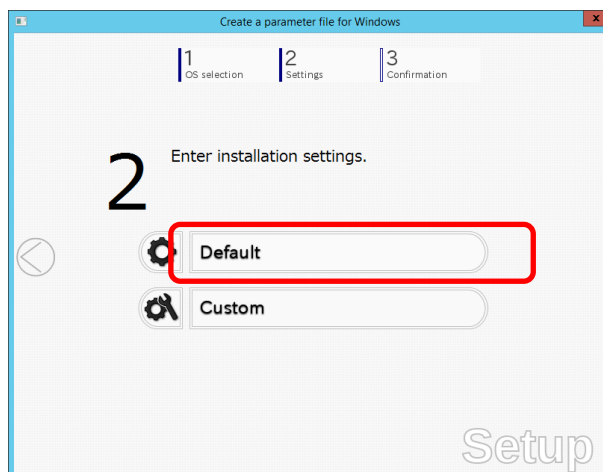 Create a parameter file for Windows
x
1
OS selection
2
Settings
3
Confirmation
2
Enter installation settings.
Default
Custom
Setup